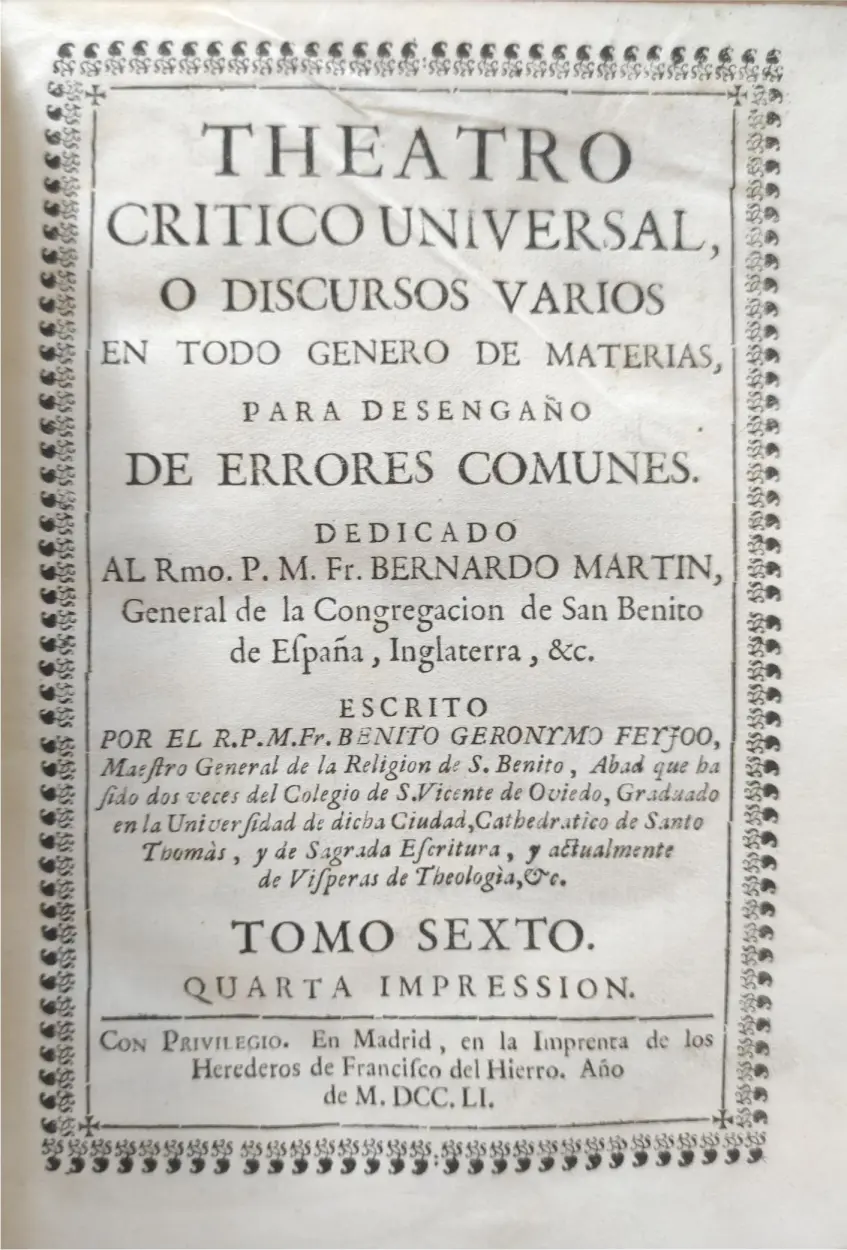 THEATRO
CRITICO UNIVERSAL,
O DISCURSOS VARIOS
EN TODO GENERO DE MATERIAS,
PARA DESENGAÑO
DE ERRORES COMUNES.
DEDICADO
AL Rmo. P. M. Fr. BERNARDO MARTIN,
General de la Congregacion de San Benito
de Eſpaña, Inglaterra, &c.
ESCRITO
POR EL R.P.M.Fr. BENITO GERONYMO FEYJOO,
Maeſtro General de la Religion de S. Benito, Abad que ha
ſido dos veces del Colegio de S. Vicente de Oviedo, Graduado
en la Univerſidad de dicha Ciudad, Cathedratico de Santo
Thomàs, y de Sagrada Eſcritura, y actualmente
de Viſperas de Theologìa, &c.
TOMO SEXTO.
QUARTA IMPRESSION.
CON PRIVILEGIO. En Madrid, en la Imprenta de los
Herederos de Franciſco del Hierro. Año
de M. DCC. LI.